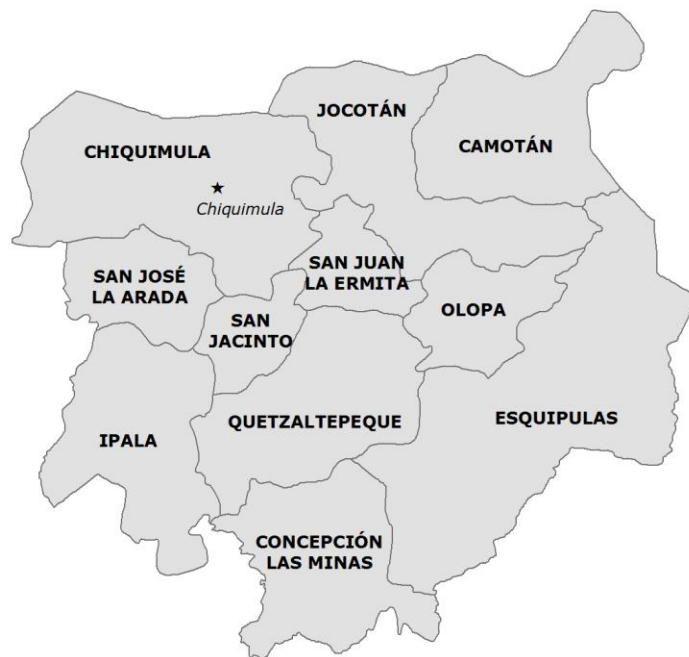 JOCOTÁN
CAMOTÁN
CHIQUIMULA
Chiquimula
SAN JOSÉ
LA ARADA
SAN JUAN
LA ERMITA
OLOPA
SAN
JACINTO
IPALA
QUETZALTEPEQUE
ESQUIPULAS
CONCEPCIÓN
LAS MINAS